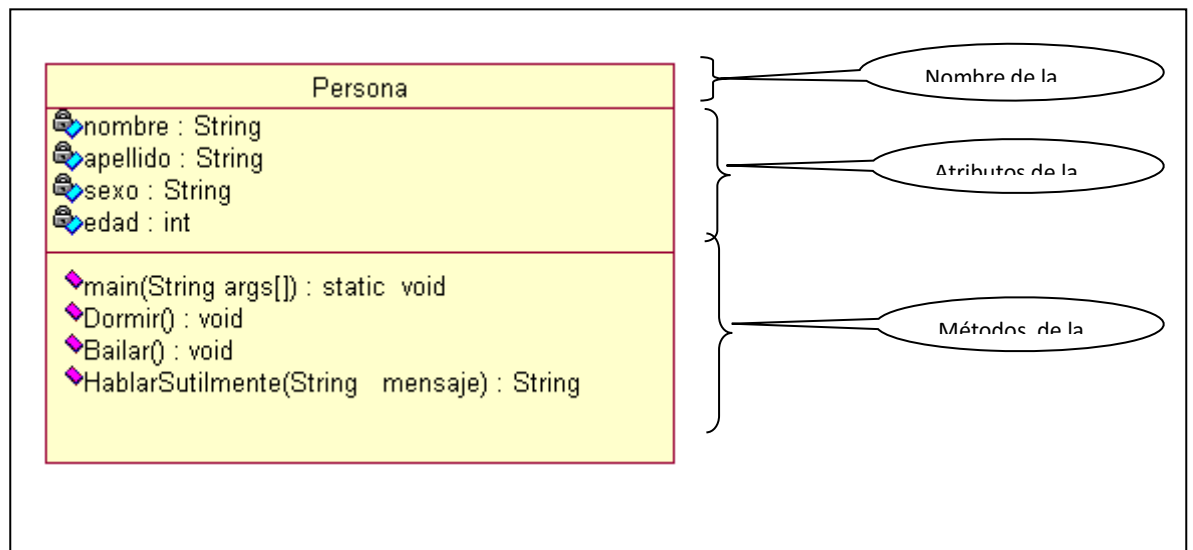 Persona
nombre : String
apellido : String
sexo : String
edad : int
main(String args[]) : static void
Dormir() : void
Bailar() : void
HablarSutilmente(String mensaje) : String
Nombre de la
Atributos de la
Métodos de la